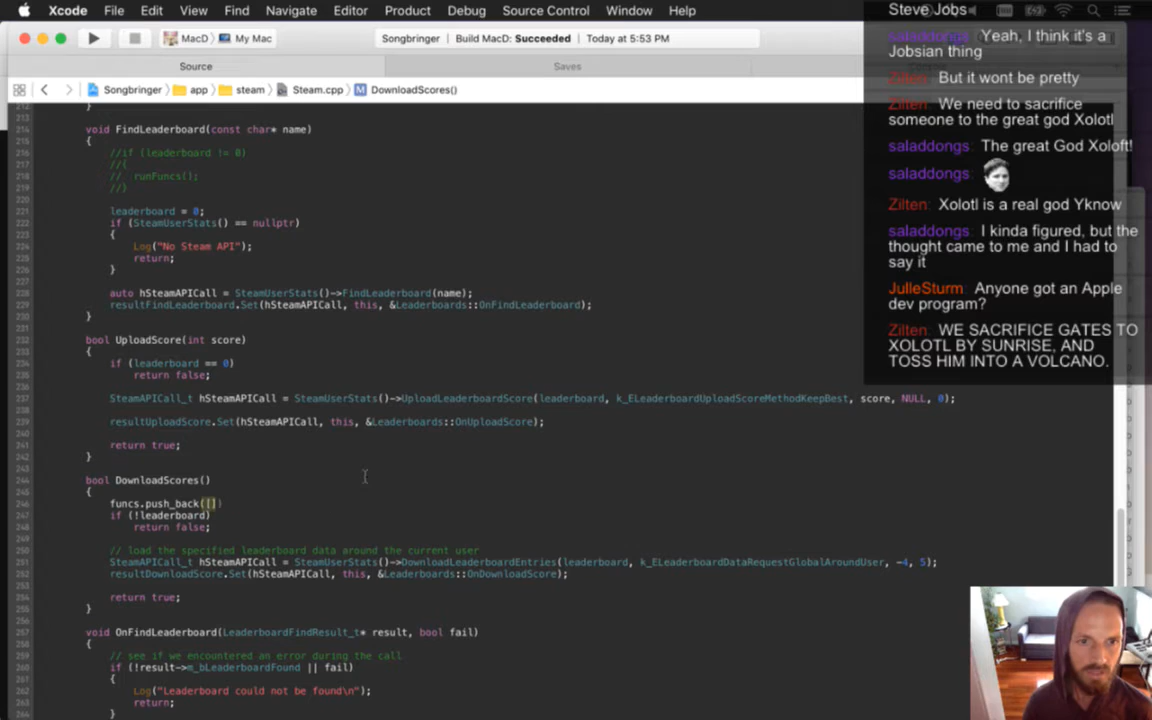 Xcode File Edit View Find Navigate Editor Product Debug Source Control Window Help
MacD My Mac
Songbringer Build MacD: Succeeded Today at 5:53 PM
Source Saves
Songbringer app steam Steam.cpp DownloadScores()
void FindLeaderboard(const char* name)
{
//if (leaderboard != 0)
//{
// runFuncs();
//}
leaderboard = 0;
if (SteamUserStats() == nullptr)
{
Log("No Steam API");
return;
}
auto hSteamAPICall = SteamUserStats()->FindLeaderboard(name);
resultFindLeaderboard.Set(hSteamAPICall, this, &Leaderboards::OnFindLeaderboard);
}
bool UploadScore(int score)
{
if (leaderboard == 0)
return false;
SteamAPICall_t hSteamAPICall = SteamUserStats()->UploadLeaderboardScore(leaderboard, k_ELeaderboardUploadScoreMethodKeepBest, score, NULL, 0);
resultUploadScore.Set(hSteamAPICall, this, &Leaderboards::OnUploadScore);
return true;
}
bool DownloadScores()
{
funcs.push_back([])
if (!leaderboard)
return false;
// load the specified leaderboard data around the current user
SteamAPICall_t hSteamAPICall = SteamUserStats()->DownloadLeaderboardEntries(leaderboard, k_ELeaderboardDataRequestGlobalAroundUser, -4, 5);
resultDownloadScore.Set(hSteamAPICall, this, &Leaderboards::OnDownloadScore);
return true;
}
void OnFindLeaderboard(LeaderboardFindResult_t* result, bool fail)
{
// see if we encountered an error during the call
if (!result->m_bLeaderboardFound || fail)
{
Log("Leaderboard could not be found\n");
return;
}
Steve Jobs
saladdongs: Yeah, I think it's a
Jobsian thing
Zilten: But it wont be pretty
Zilten: We need to sacrifice
someone to the great god Xolotl
saladdongs: The great God Xoloft!
saladdongs:
Zilten: Xolotl is a real god Yknow
saladdongs: I kinda figured, but the
thought came to me and I had to
say it
JulleSturm: Anyone got an Apple
dev program?
Zilten: WE SACRIFICE GATES TO
XOLOTL BY SUNRISE, AND
TOSS HIM INTO A VOLCANO.